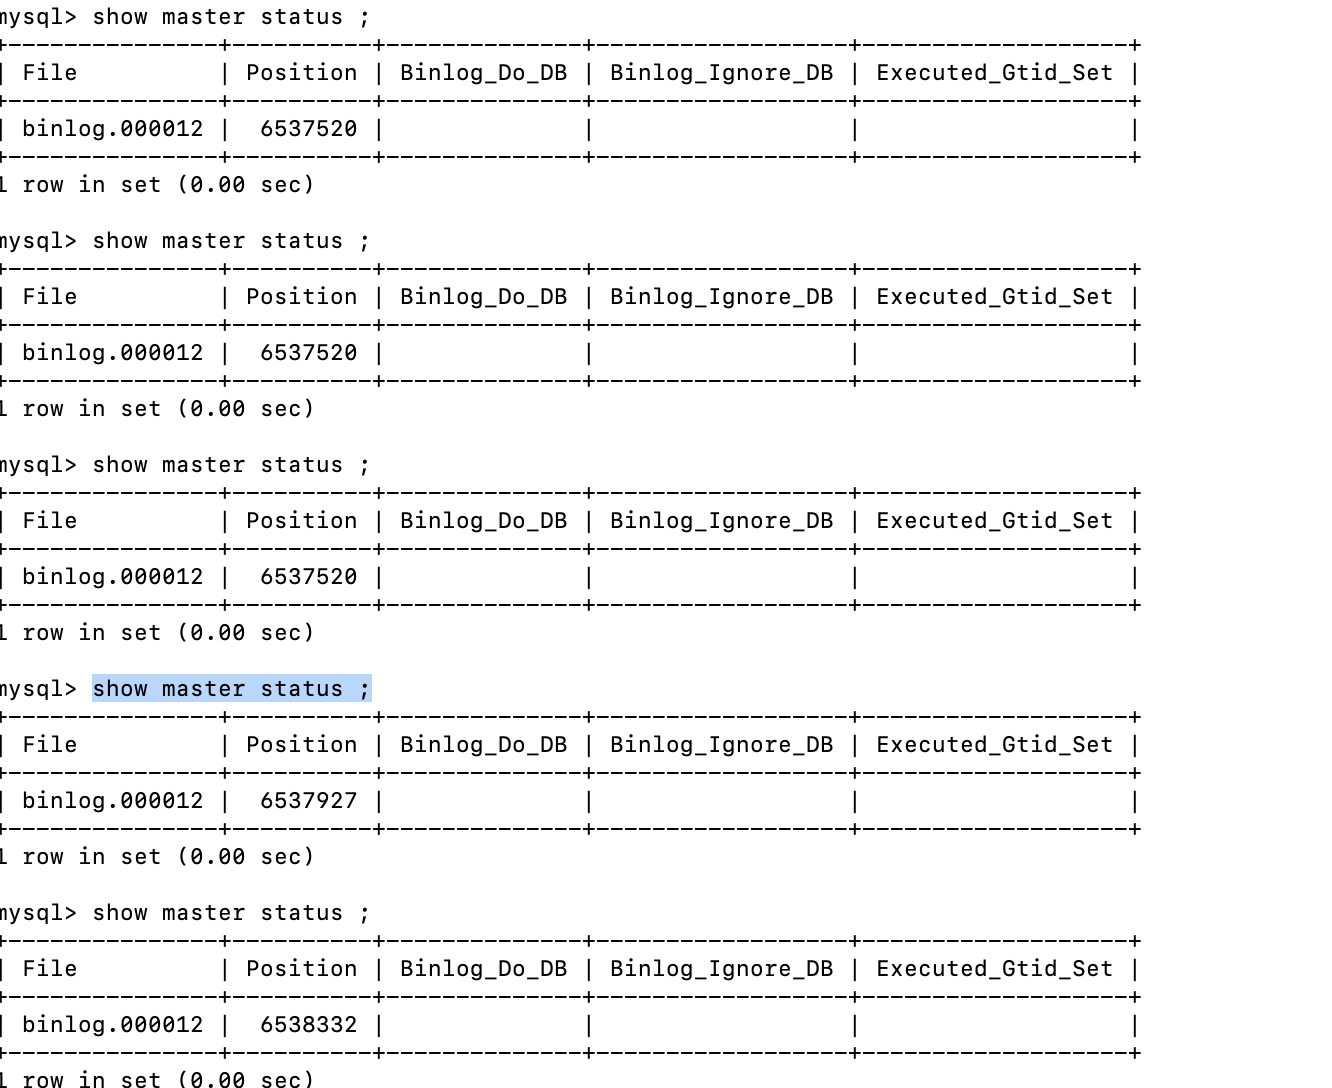 mysql> show master status ;
+---------------+----------+--------------+------------------+-------------------+
| File          | Position | Binlog_Do_DB | Binlog_Ignore_DB | Executed_Gtid_Set |
+---------------+----------+--------------+------------------+-------------------+
| binlog.000012 |  6537520 |              |                  |                   |
+---------------+----------+--------------+------------------+-------------------+
1 row in set (0.00 sec)

mysql> show master status ;
+---------------+----------+--------------+------------------+-------------------+
| File          | Position | Binlog_Do_DB | Binlog_Ignore_DB | Executed_Gtid_Set |
+---------------+----------+--------------+------------------+-------------------+
| binlog.000012 |  6537520 |              |                  |                   |
+---------------+----------+--------------+------------------+-------------------+
1 row in set (0.00 sec)

mysql> show master status ;
+---------------+----------+--------------+------------------+-------------------+
| File          | Position | Binlog_Do_DB | Binlog_Ignore_DB | Executed_Gtid_Set |
+---------------+----------+--------------+------------------+-------------------+
| binlog.000012 |  6537520 |              |                  |                   |
+---------------+----------+--------------+------------------+-------------------+
1 row in set (0.00 sec)

mysql> show master status ;
+---------------+----------+--------------+------------------+-------------------+
| File          | Position | Binlog_Do_DB | Binlog_Ignore_DB | Executed_Gtid_Set |
+---------------+----------+--------------+------------------+-------------------+
| binlog.000012 |  6537927 |              |                  |                   |
+---------------+----------+--------------+------------------+-------------------+
1 row in set (0.00 sec)

mysql> show master status ;
+---------------+----------+--------------+------------------+-------------------+
| File          | Position | Binlog_Do_DB | Binlog_Ignore_DB | Executed_Gtid_Set |
+---------------+----------+--------------+------------------+-------------------+
| binlog.000012 |  6538332 |              |                  |                   |
+---------------+----------+--------------+------------------+-------------------+
1 row in set (0.00 sec)